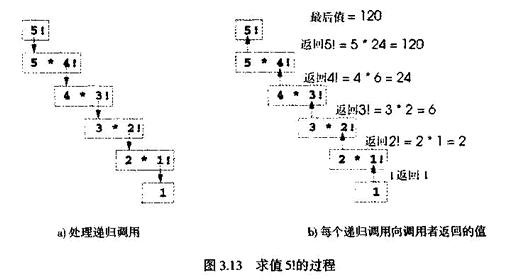 5!
5 * 4!
4 * 3!
3 * 2!
2 * 1!
1
a) 处理递归调用
最后值 = 120
5!
返回5! = 5 * 24 = 120
5 * 4!
返回4! = 4 * 6 = 24
4 * 3!
返回3! = 3 * 2 = 6
3 * 2!
返回2! = 2 * 1 = 2
2 * 1!
1返回 1
1
b) 每个递归调用向调用者返回的值
图 3.13 求值 5!的过程